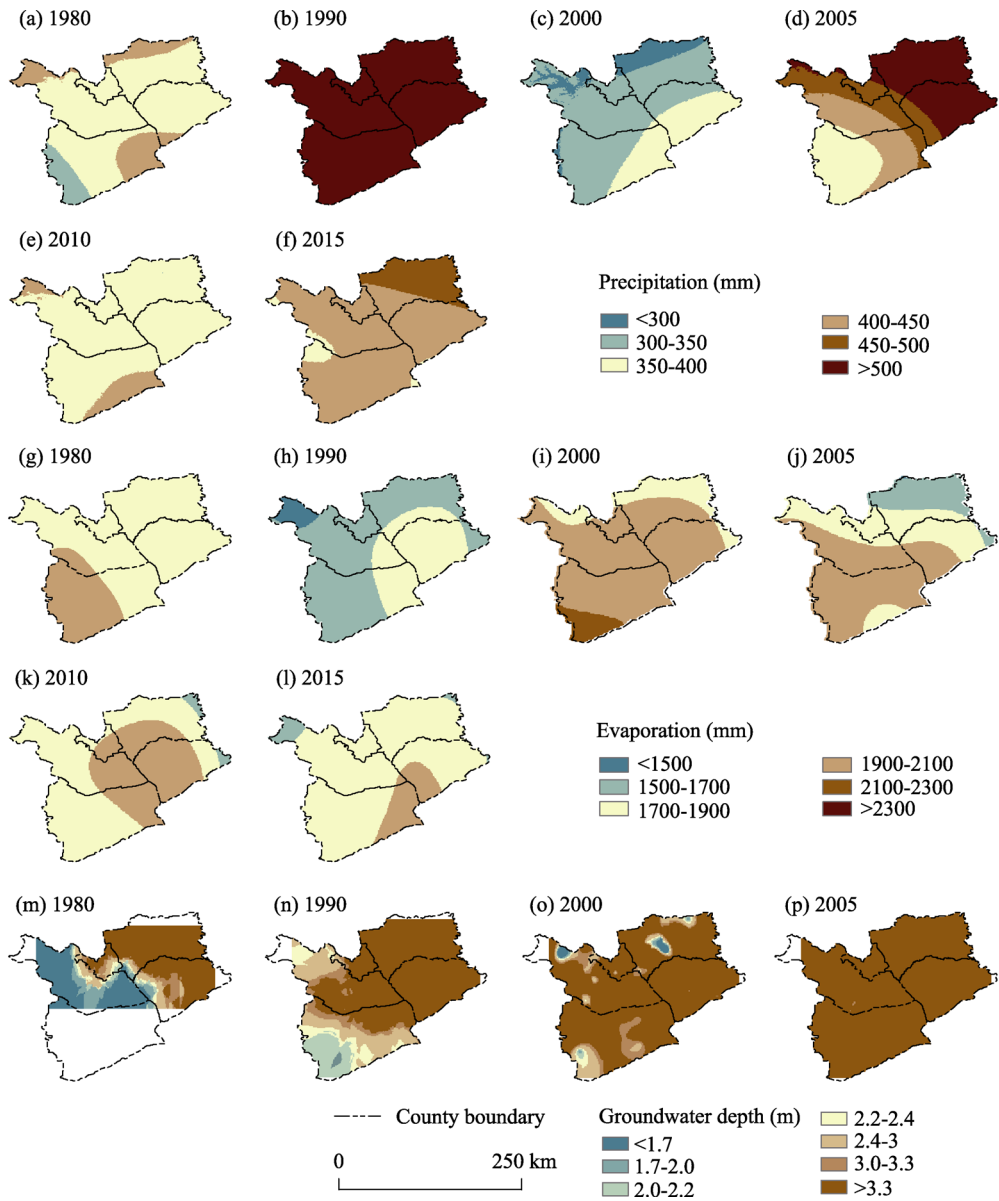 (a) 1980 (b) 1990 (c) 2000 (d) 2005
(e) 2010 (f) 2015
Precipitation (mm)
<300 400-450
300-350 450-500
350-400 >500
(g) 1980 (h) 1990 (i) 2000 (j) 2005
(k) 2010 (l) 2015
Evaporation (mm)
<1500 1900-2100
1500-1700 2100-2300
1700-1900 >2300
(m) 1980 (n) 1990 (o) 2000 (p) 2005
County boundary Groundwater depth (m) 2.2-2.4
<1.7 2.4-3
0 250 km 1.7-2.0 3.0-3.3
2.0-2.2 >3.3